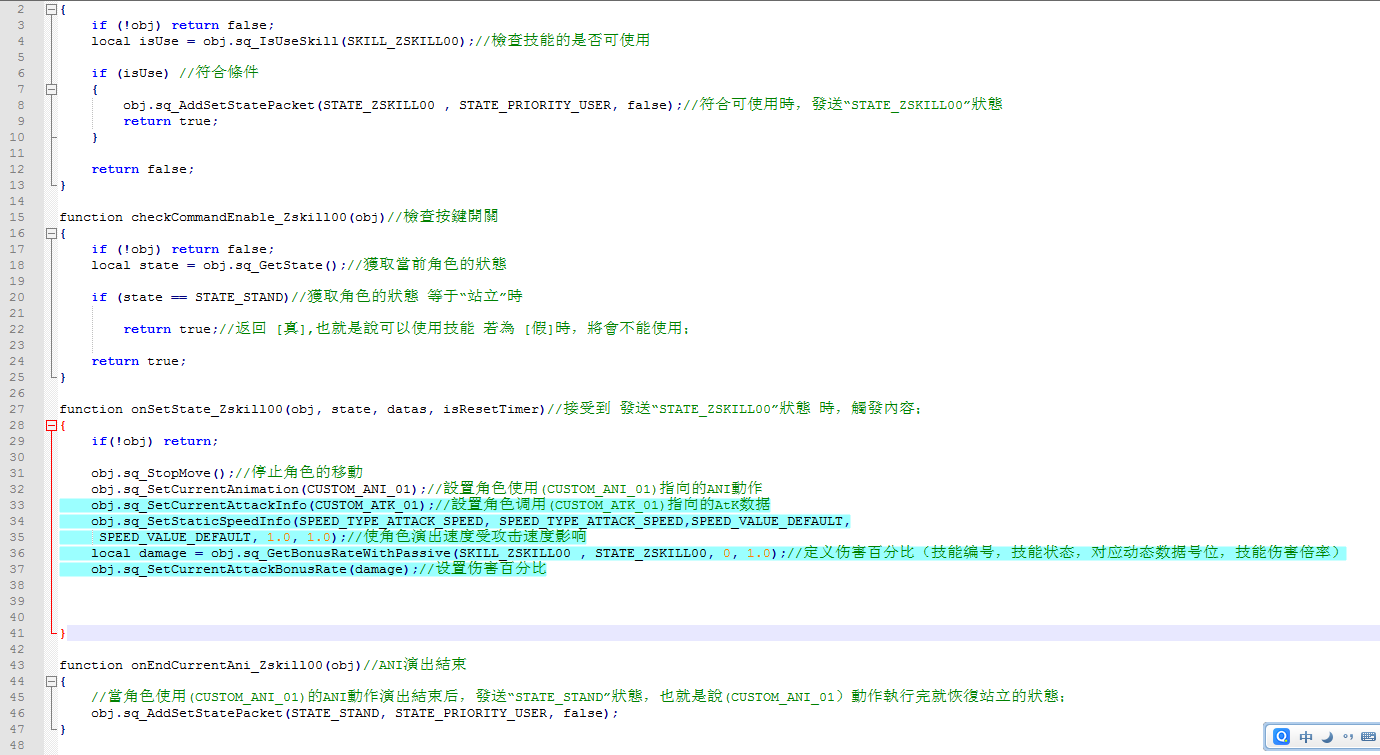 2 {
3 if (!obj) return false;
4 local isUse = obj.sq_IsUseSkill(SKILL_ZSKILL00);//檢查技能的是否可使用
5
6 if (isUse) //符合條件
7 {
8 obj.sq_AddSetStatePacket(STATE_ZSKILL00 , STATE_PRIORITY_USER, false);//符合可使用時，發送“STATE_ZSKILL00”狀態
9 return true;
10 }
11
12 return false;
13 }
14
15 function checkCommandEnable_Zskill00(obj)//檢查按鍵開關
16 {
17 if (!obj) return false;
18 local state = obj.sq_GetState();//獲取當前角色的狀態
19
20 if (state == STATE_STAND)//獲取角色的狀態 等于“站立”時
21
22 return true;//返回 [真],也就是說可以使用技能 若為 [假]時，將會不能使用；
23
24 return true;
25 }
26
27 function onSetState_Zskill00(obj, state, datas, isResetTimer)//接受到 發送“STATE_ZSKILL00”狀態 時，觸發內容；
28 {
29 if(!obj) return;
30
31 obj.sq_StopMove();//停止角色的移動
32 obj.sq_SetCurrentAnimation(CUSTOM_ANI_01);//設置角色使用(CUSTOM_ANI_01)指向的ANI動作
33 obj.sq_SetCurrentAttackInfo(CUSTOM_ATK_01);//設置角色调用(CUSTOM_ATK_01)指向的AtK数据
34 obj.sq_SetStaticSpeedInfo(SPEED_TYPE_ATTACK_SPEED, SPEED_TYPE_ATTACK_SPEED,SPEED_VALUE_DEFAULT,
35 SPEED_VALUE_DEFAULT, 1.0, 1.0);//使角色演出速度受攻击速度影响
36 local damage = obj.sq_GetBonusRateWithPassive(SKILL_ZSKILL00 , STATE_ZSKILL00, 0, 1.0);//定义伤害百分比（技能编号，技能状态，对应动态数据号位，技能伤害倍率）
37 obj.sq_SetCurrentAttackBonusRate(damage);//设置伤害百分比
38
39
40
41 }
42
43 function onEndCurrentAni_Zskill00(obj)//ANI演出結束
44 {
45 //當角色使用(CUSTOM_ANI_01)的ANI動作演出結束后，發送“STATE_STAND”狀態，也就是說(CUSTOM_ANI_01）動作執行完就恢復站立的狀態；
46 obj.sq_AddSetStatePacket(STATE_STAND, STATE_PRIORITY_USER, false);
47 }
48
中